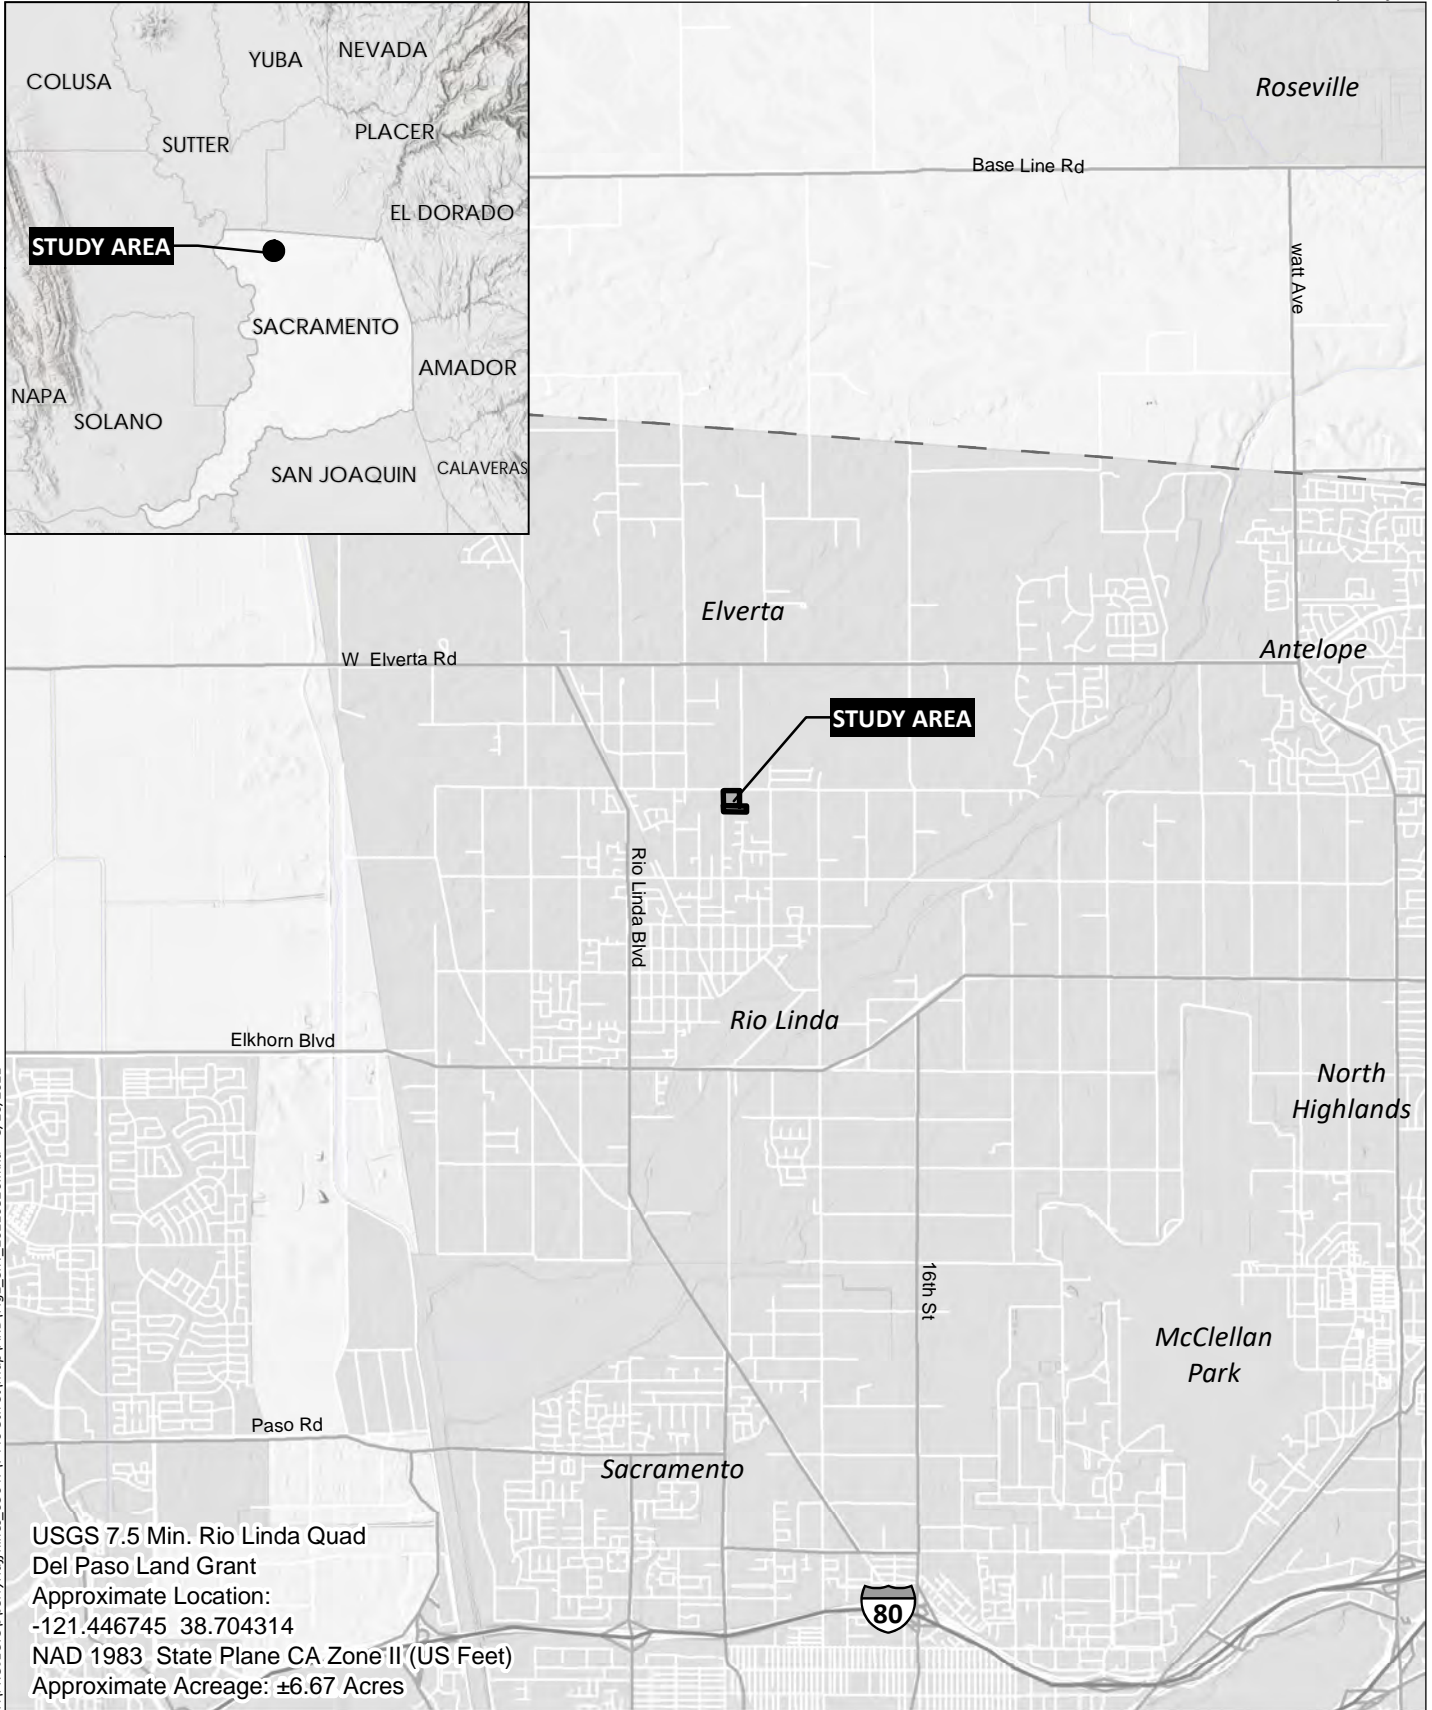 COLUSA
YUBA
NEVADA
SUTTER
PLACER
EL DORADO
STUDY AREA
SACRAMENTO
AMADOR
NAPA
SOLANO
SAN JOAQUIN
CALAVERAS
Roseville
Base Line Rd
watt Ave
Elverta
Antelope
W Elverta Rd
STUDY AREA
Rio Linda Blvd
Rio Linda
Elkhorn Blvd
North
Highlands
16th St
McClellan
Park
Paso Rd
Sacramento
80
USGS 7.5 Min. Rio Linda Quad
Del Paso Land Grant
Approximate Location:
-121.446745 38.704314
NAD 1983 State Plane CA Zone II (US Feet)
Approximate Acreage: ±6.67 Acres